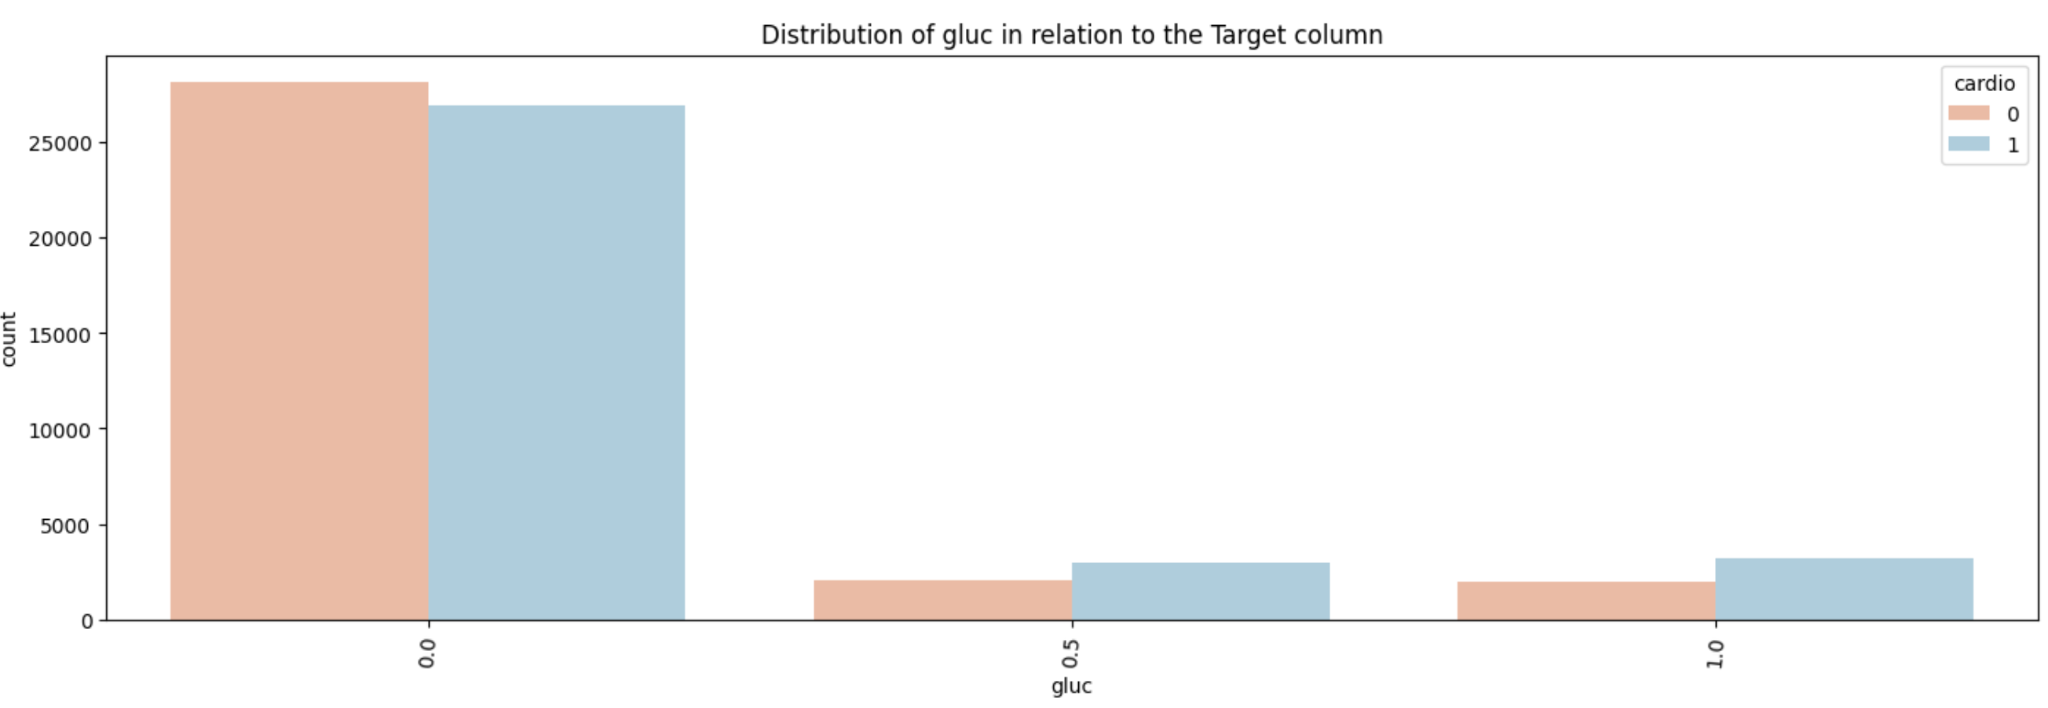 Distribution of gluc in relation to the Target column
cardio
0
1
25000
20000
15000
10000
5000
0
count
0.0
0.5
1.0
gluc